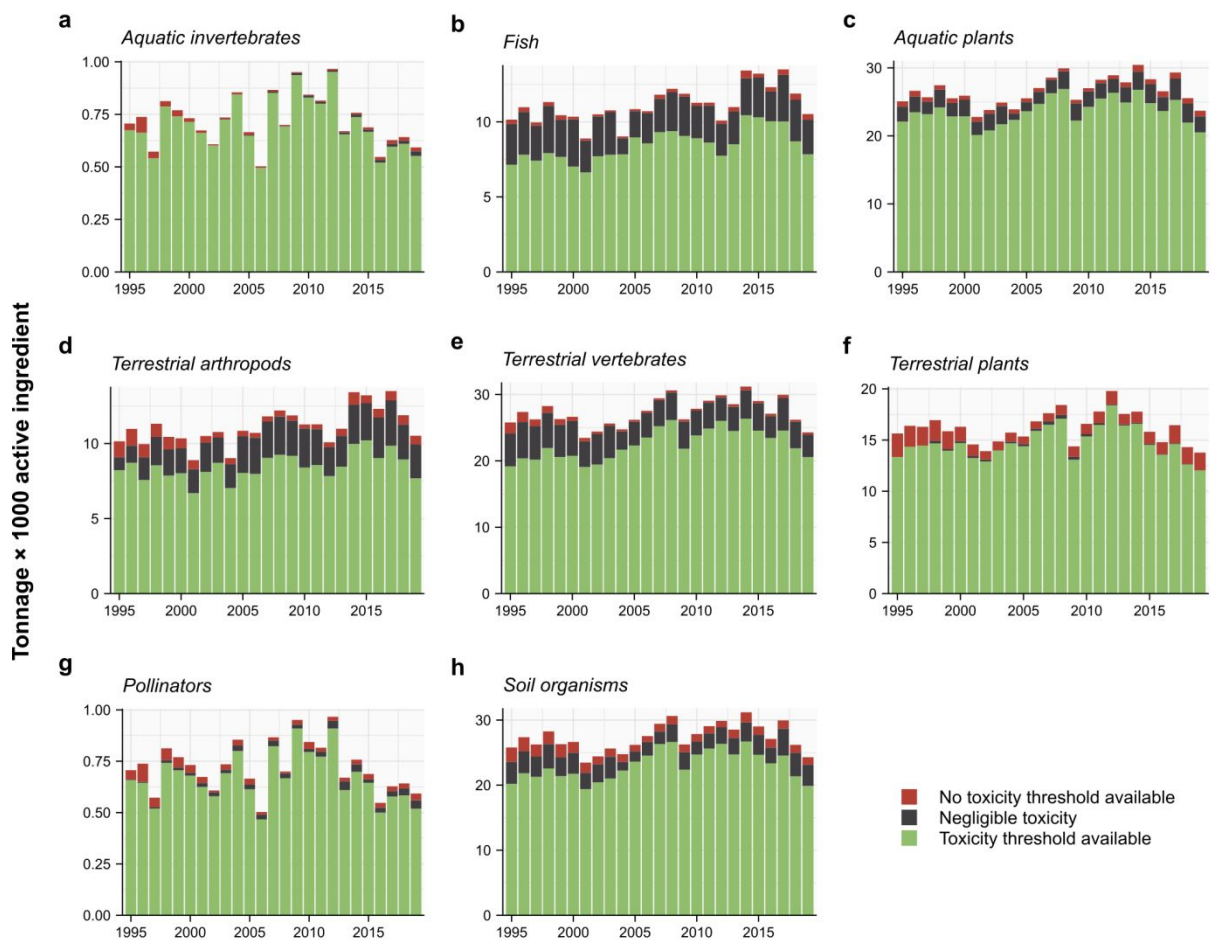 a
Aquatic invertebrates
1.00
0.75
0.50
0.25
0.00
1995 2000 2005 2010 2015
b
Fish
10
5
0
1995 2000 2005 2010 2015
c
Aquatic plants
30
20
10
0
1995 2000 2005 2010 2015
Tonnage × 1000 active ingredient
d
Terrestrial arthropods
10
5
0
1995 2000 2005 2010 2015
e
Terrestrial vertebrates
30
20
10
0
1995 2000 2005 2010 2015
f
Terrestrial plants
20
15
10
5
0
1995 2000 2005 2010 2015
g
Pollinators
1.00
0.75
0.50
0.25
0.00
1995 2000 2005 2010 2015
h
Soil organisms
30
20
10
0
1995 2000 2005 2010 2015
No toxicity threshold available
Negligible toxicity
Toxicity threshold available